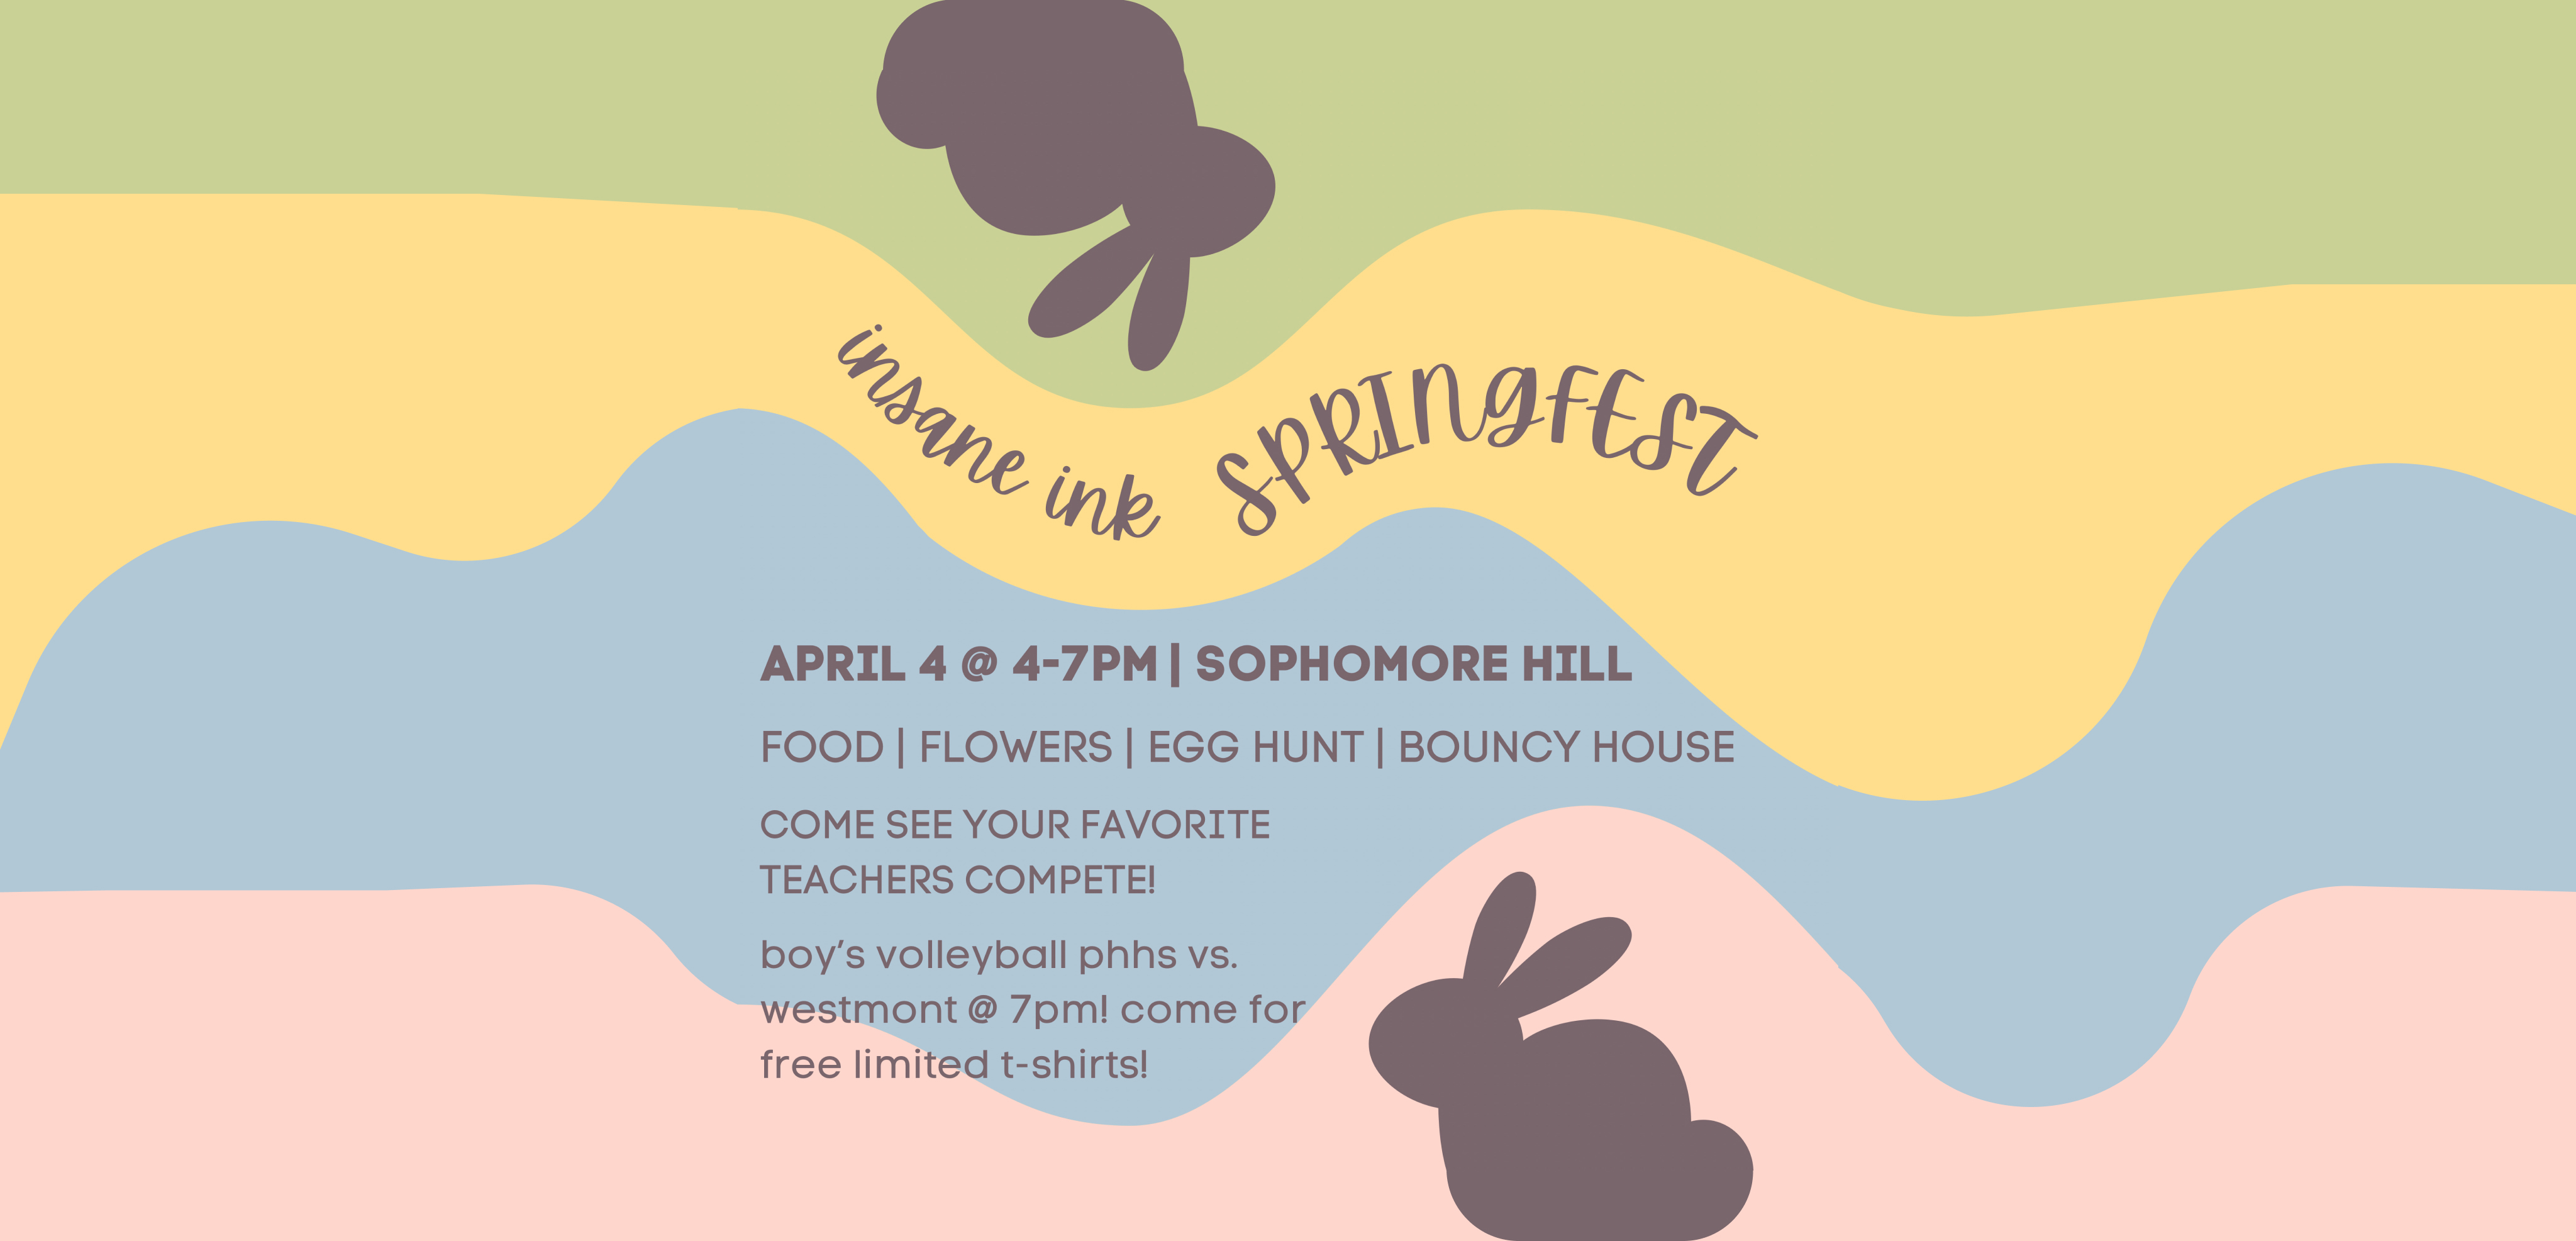 insane ink SPRINgfEST
APRIL 4 @ 4-7PM | SOPHOMORE HILL
FOOD | FLOWERS | EGG HUNT | BOUNCY HOUSE
COME SEE YOUR FAVORITE
TEACHERS COMPETE!
boy's volleyball phhs vs.
westmont @ 7pm! come for
free limited t-shirts!